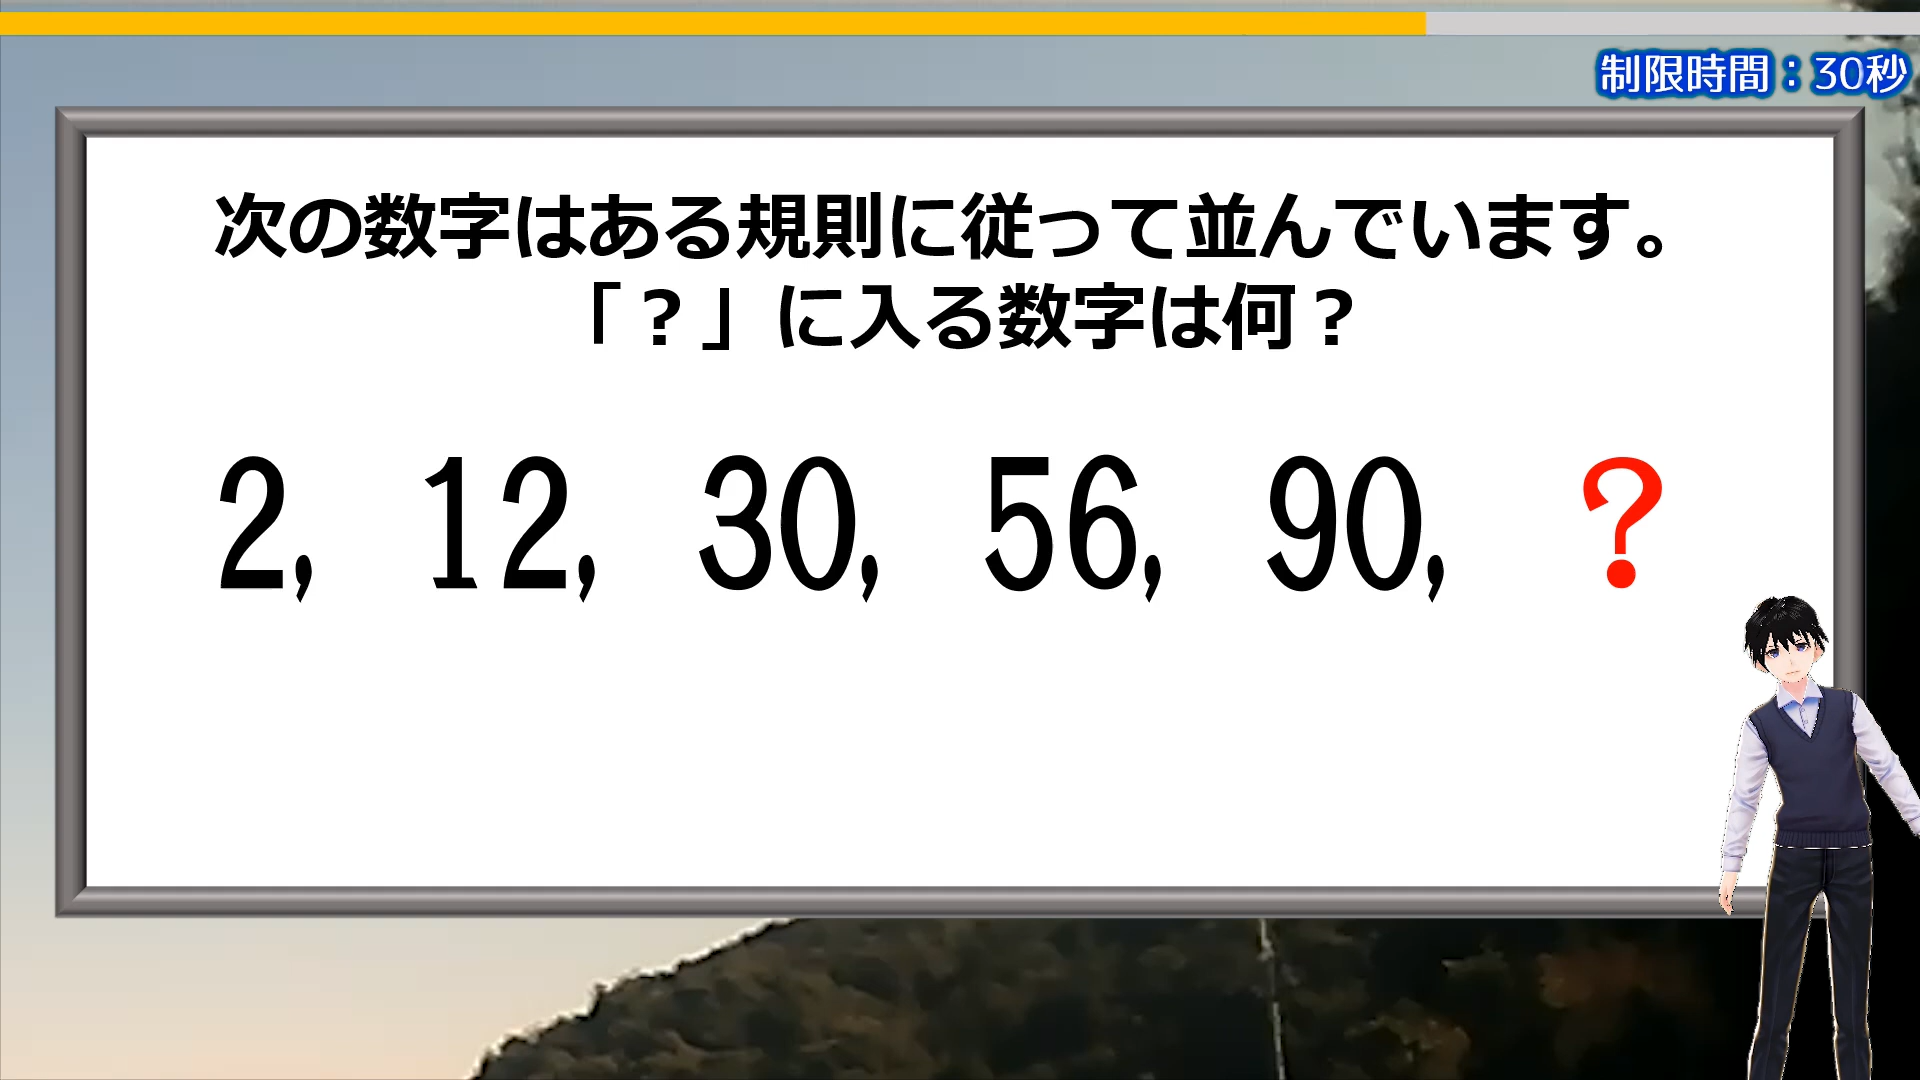 制限時間：30秒
次の数字はある規則に従って並んでいます。
「？」に入る数字は何？
2, 12, 30, 56, 90, ?